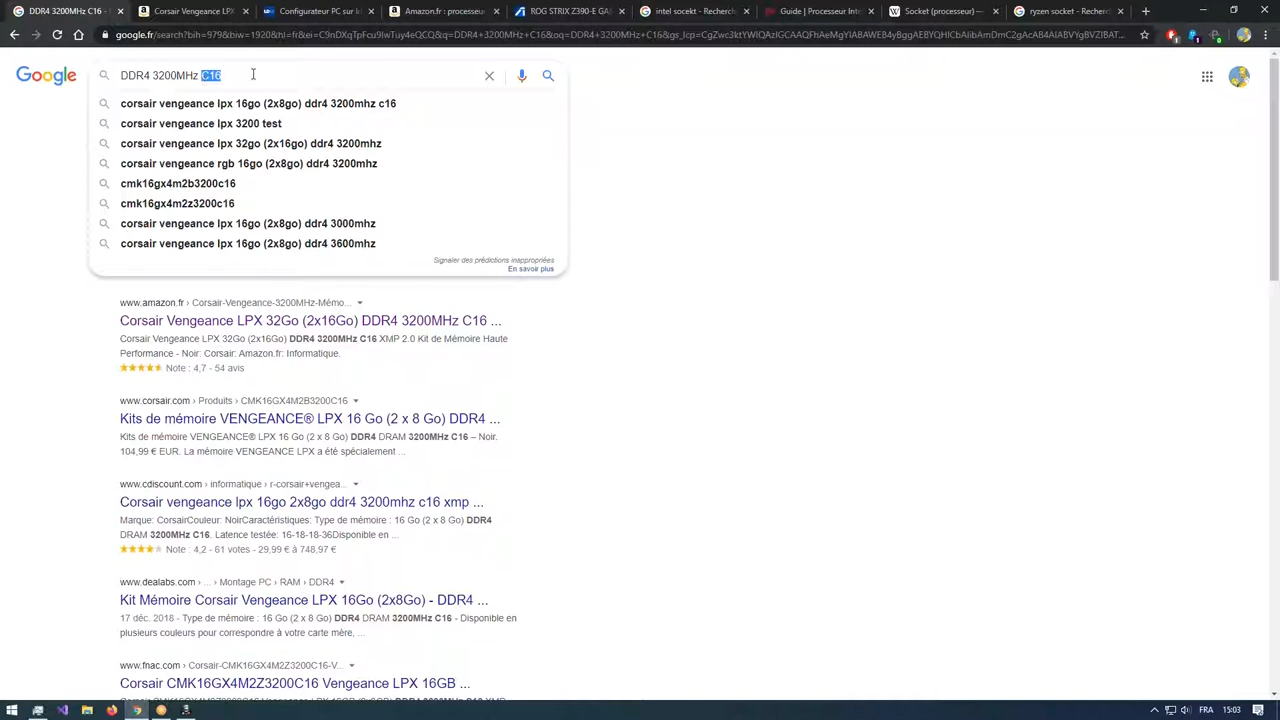 DDR4 3200MHz C1
Corsair Vengeance LPX
Configurateur PC sur
Amazon.fr : processeur
ROG STRIX Z390-E GA
intel socket - Recherch
Guide | Processeur Inte
Socket (processeur) —
ryzen socket - Recherc
google.fr/search?
Google
DDR4 3200MHz C16
corsair vengeance lpx 16go (2x8go) ddr4 3200mhz c16
corsair vengeance lpx 3200 test
corsair vengeance lpx 32go (2x16go) ddr4 3200mhz
corsair vengeance rgb 16go (2x8go) ddr4 3200mhz
cmk16gx4m2b3200c16
cmk16gx4m2z3200c16
corsair vengeance lpx 16go (2x8go) ddr4 3000mhz
corsair vengeance lpx 16go (2x8go) ddr4 3600mhz
Signaler des prédictions inappropriées
En savoir plus
www.amazon.fr › Corsair-Vengeance-3200MHz-Mémo...
Corsair Vengeance LPX 32Go (2x16Go) DDR4 3200MHz C16 ...
Corsair Vengeance LPX 32Go (2x16Go) DDR4 3200MHz C16 XMP 2.0 Kit de Mémoire Haute
Performance - Noir: Corsair: Amazon.fr: Informatique.
Note : 4,7 - 54 avis
www.corsair.com › Produits › CMK16GX4M2B3200C16
Kits de mémoire VENGEANCE® LPX 16 Go (2 x 8 Go) DDR4 ...
Kits de mémoire VENGEANCE® LPX 16 Go (2 x 8 Go) DDR4 DRAM 3200MHz C16 – Noir.
104,99 € EUR. La mémoire VENGEANCE LPX a été spécialement ...
www.cdiscount.com › informatique › r-corsair+vengea...
Corsair vengeance lpx 16go 2x8go ddr4 3200mhz c16 xmp ...
Marque: CorsairCouleur: NoirCaractéristiques: Type de mémoire : 16 Go (2 x 8 Go) DDR4
DRAM 3200MHz C16. Latence testée: 16-18-18-36Disponible en ...
Note : 4,2 - 61 votes - 29,99 € à 748,97 €
www.dealabs.com › ... › Montage PC › RAM › DDR4
Kit Mémoire Corsair Vengeance LPX 16Go (2x8Go) - DDR4 ...
17 déc. 2018 - Type de mémoire : 16 Go (2 x 8 Go) DDR4 DRAM 3200MHz C16 - Disponible en
plusieurs couleurs pour correspondre à votre carte mère, ...
www.fnac.com › Corsair-CMK16GX4M2Z3200C16-V...
Corsair CMK16GX4M2Z3200C16 Vengeance LPX 16GB ...
FRA
15:03